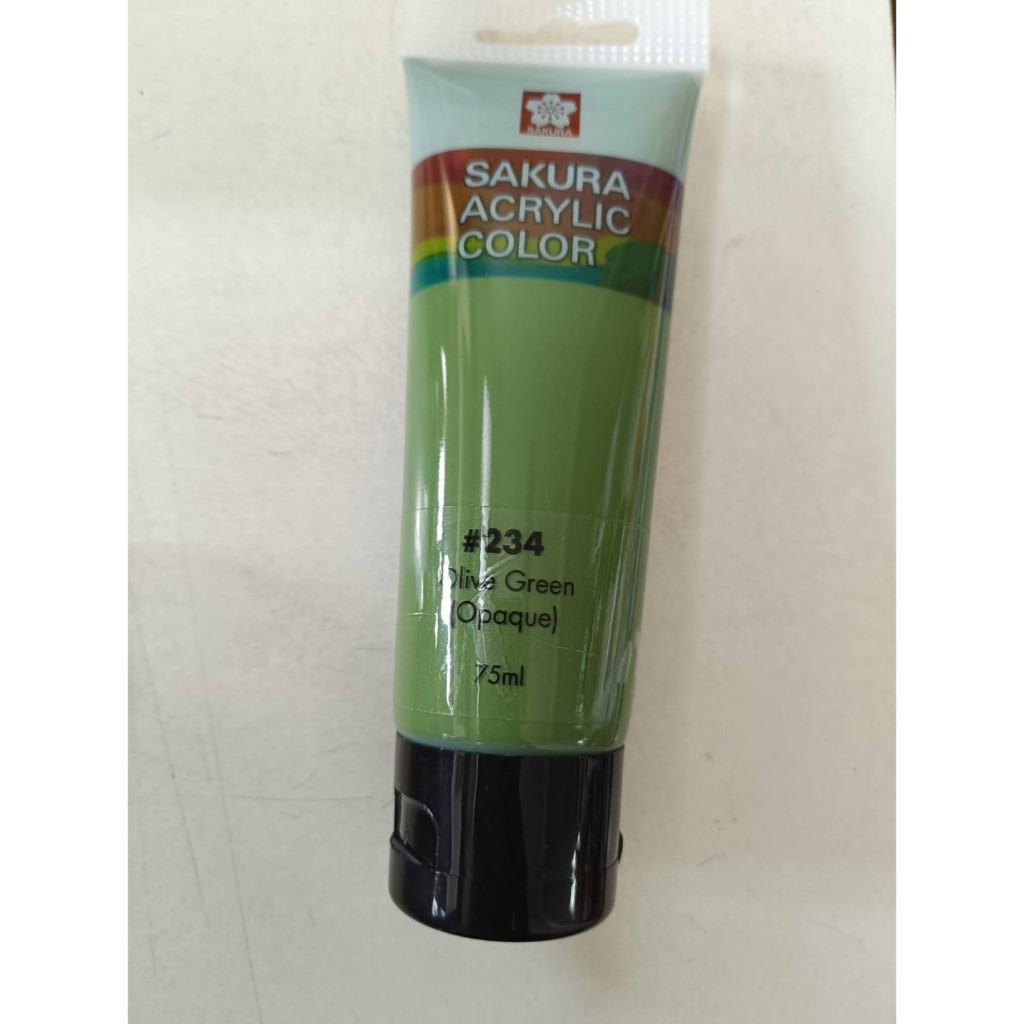 SAKURA
SAKURA
ACRYLIC
COLOR
#234
Olive Green
(Opaque)
75ml